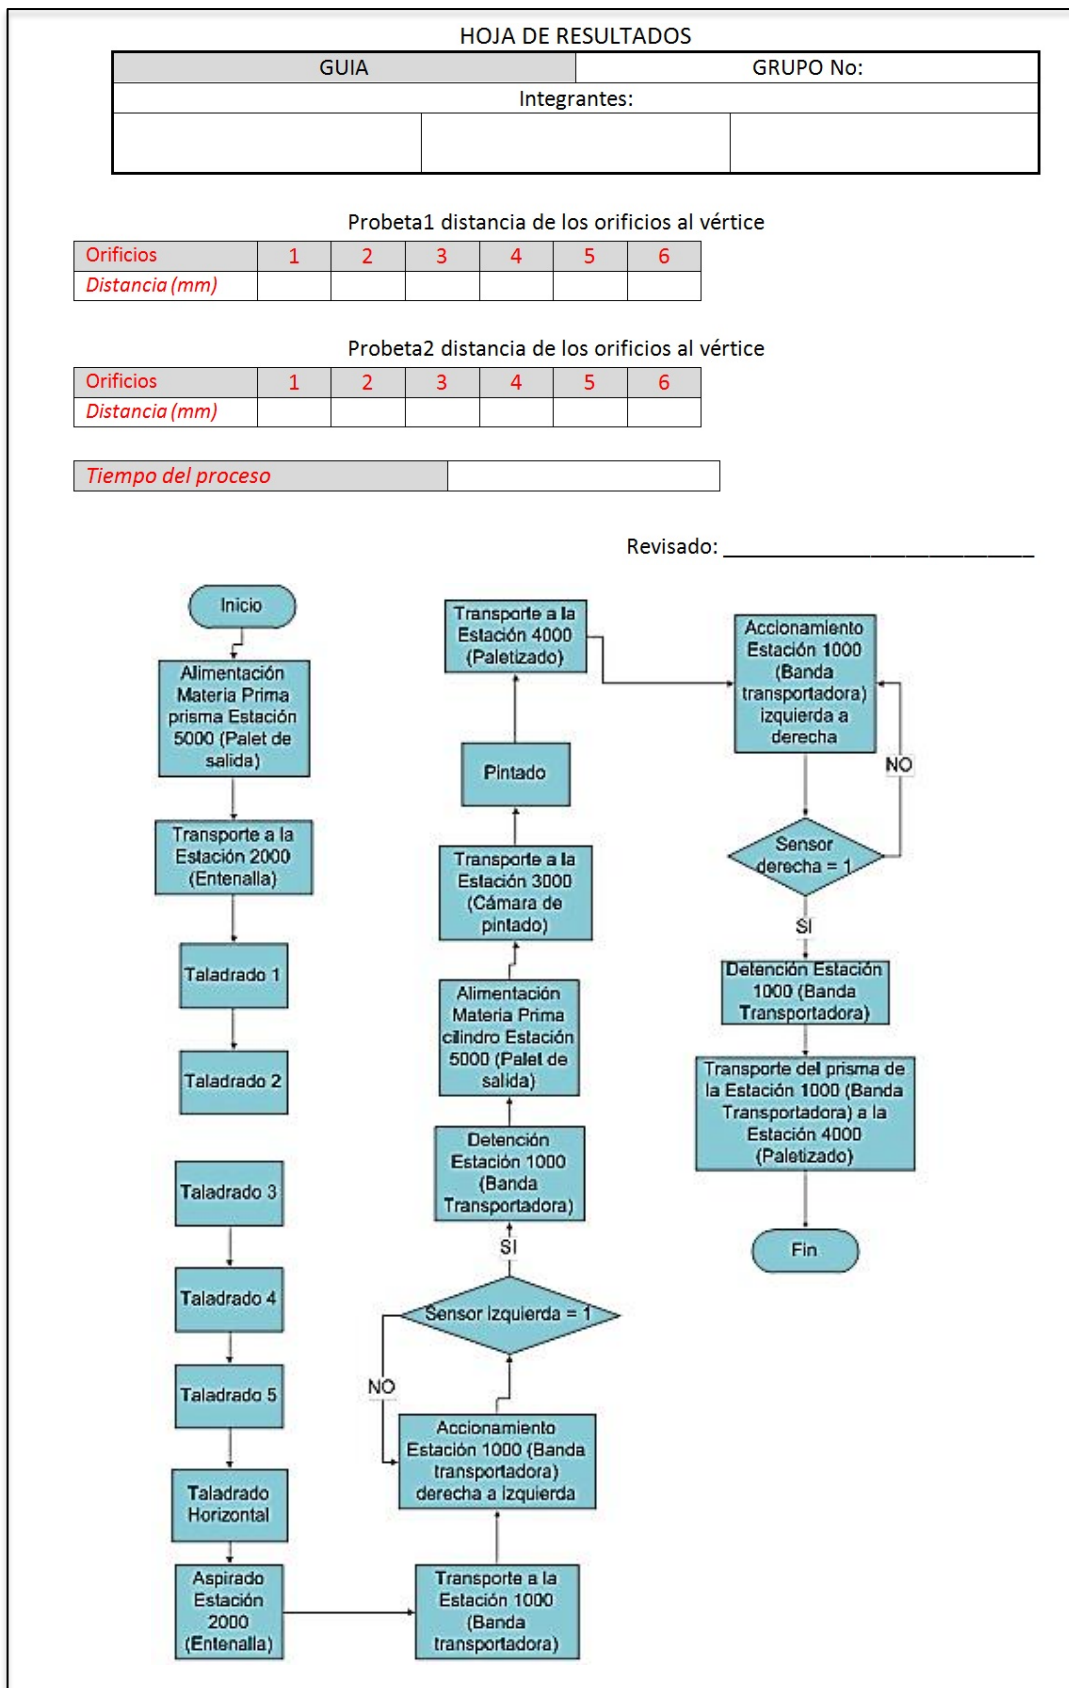 HOJA DE RESULTADOS
GUIA
GRUPO No:
Integrantes:
Probeta1 distancia de los orificios al vértice
Orificios 1 2 3 4 5 6
Distancia (mm)
Probeta2 distancia de los orificios al vértice
Orificios 1 2 3 4 5 6
Distancia (mm)
Tiempo del proceso
Revisado: ____________________________
Inicio
Alimentación
Materia Prima
prisma Estación
5000 (Palet de
salida)
Transporte a la
Estación 2000
(Entenalla)
Taladrado 1
Taladrado 2
Taladrado 3
Taladrado 4
Taladrado 5
Taladrado
Horizontal
Aspirado
Estación
2000
(Entenalla)
Transporte a la
Estación 1000
(Banda
transportadora)
Accionamiento
Estación 1000 (Banda
transportadora)
derecha a izquierda
NO
Sensor izquierda = 1
SI
Detención
Estación 1000
(Banda
Transportadora)
Alimentación
Materia Prima
cilindro Estación
5000 (Palet de
salida)
Transporte a la
Estación 3000
(Cámara de
pintado)
Pintado
Transporte a la
Estación 4000
(Paletizado)
Accionamiento
Estación 1000
(Banda
transportadora)
izquierda a
derecha
NO
Sensor
derecha = 1
SI
Detención Estación
1000 (Banda
Transportadora)
Transporte del prisma de
la Estación 1000 (Banda
Transportadora) a la
Estación 4000
(Paletizado)
Fin